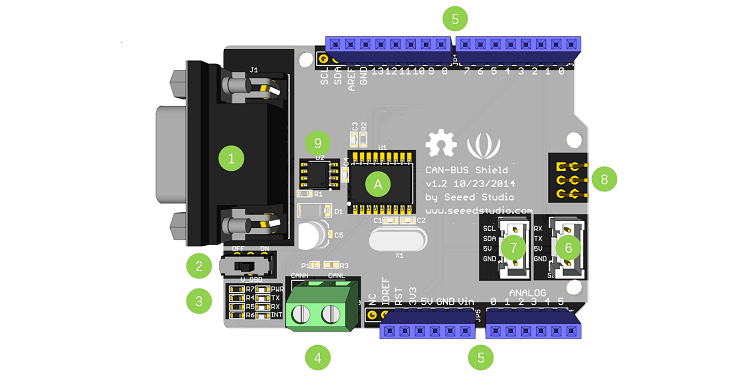 5
J1
SCL
SDA
AREF
GND
13 12 11 10 9 8
7 6 5 4 3 2 1 0
1
9
U2
C3
R2
U1
C4
A
R1
D1
C5
C1
C2
X1
CAN-BUS Shield
v1.2 10/23/2014
by Seeed Studio
www.seeedstudio.com
8
SCL
SDA
5V
GND
7
RX
TX
5V
GND
6
2
OFF ON
V_OBD
P1
R3
3
R7 PWR
R4 TX
R5 RX
R6 INT
CANH CANL
4
NC
IOREF
RST
3V3
5V GND Vin
JP5
ANALOG
0 1 2 3 4 5
5